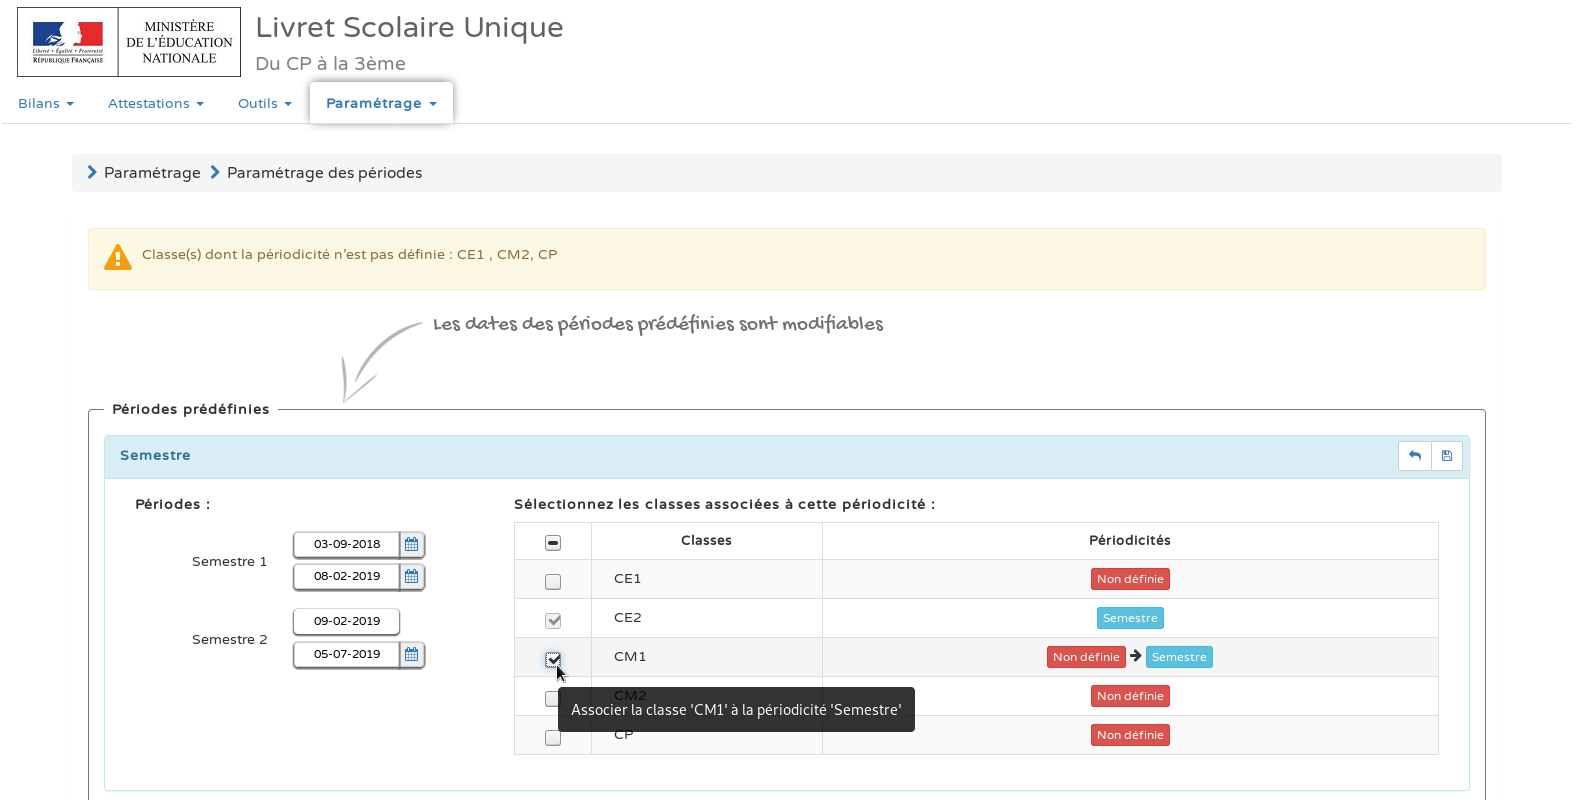 MINISTÈRE
DE L'ÉDUCATION
NATIONALE
Liberté • Égalité • Fraternité
RÉPUBLIQUE FRANÇAISE
Livret Scolaire Unique
Du CP à la 3ème
Bilans Attestations Outils Paramétrage
Paramétrage Paramétrage des périodes
Classe(s) dont la périodicité n'est pas définie : CE1 , CM2, CP
Les dates des périodes prédéfinies sont modifiables
Périodes prédéfinies
Semestre
Périodes :
Semestre 1
03-09-2018
08-02-2019
Semestre 2
09-02-2019
05-07-2019
Sélectionnez les classes associées à cette périodicité :
Classes Périodicités
CE1 Non définie
CE2 Semestre
CM1 Non définie Semestre
CM2 Non définie
Associer la classe 'CM1' à la périodicité 'Semestre'
CP Non définie